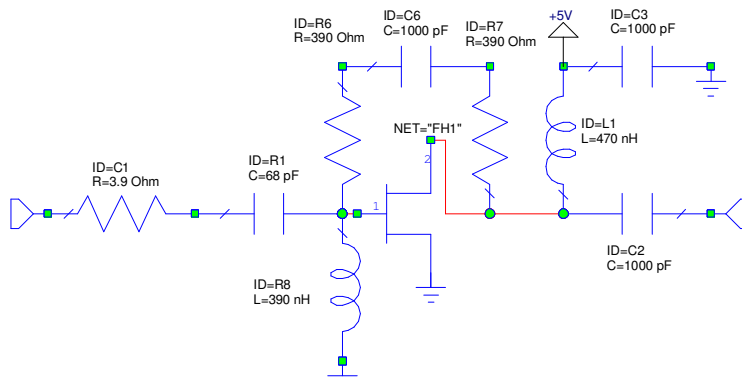 ID=R6
R=390 Ohm
ID=C6
C=1000 pF
ID=R7
R=390 Ohm
+5V
ID=C3
C=1000 pF
NET="FH1"
ID=L1
L=470 nH
2
ID=C1
R=3.9 Ohm
ID=R1
C=68 pF
1
ID=C2
C=1000 pF
ID=R8
L=390 nH